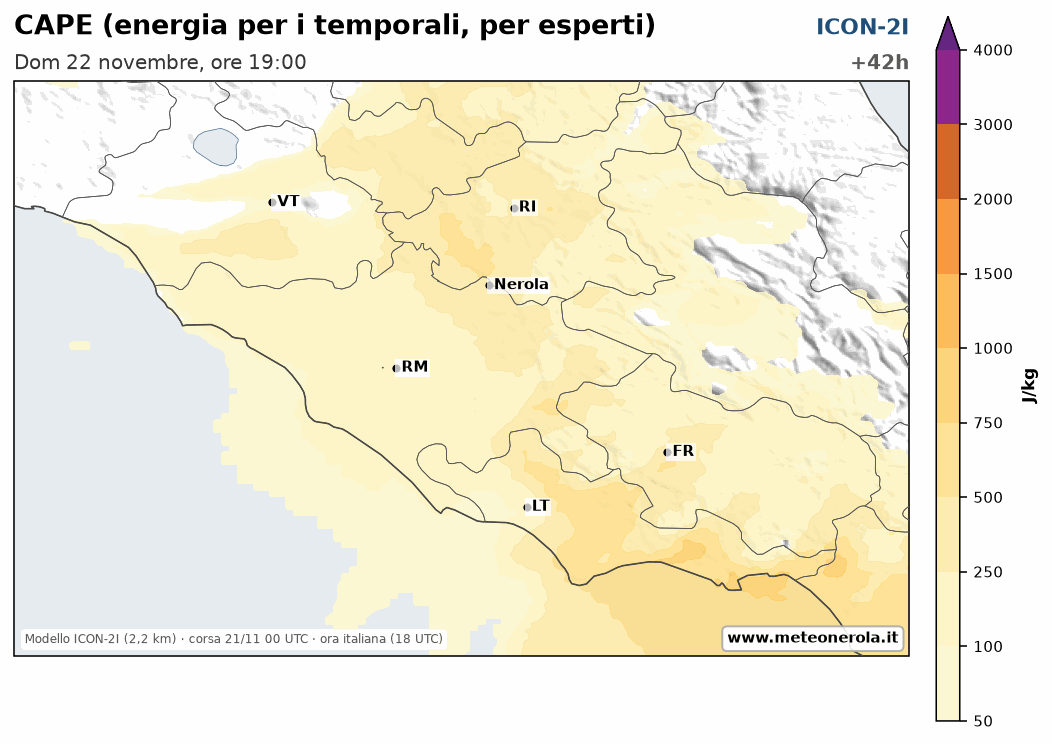 CAPE (energia per i temporali, per esperti)
ICON-2I
Dom 22 novembre, ore 19:00
+42h
4000
3000
2000
1500
1000
750
500
250
100
50
J/kg
VT
RI
Nerola
RM
FR
LT
Modello ICON-2I (2,2 km) · corsa 21/11 00 UTC · ora italiana (18 UTC)
www.meteonerola.it